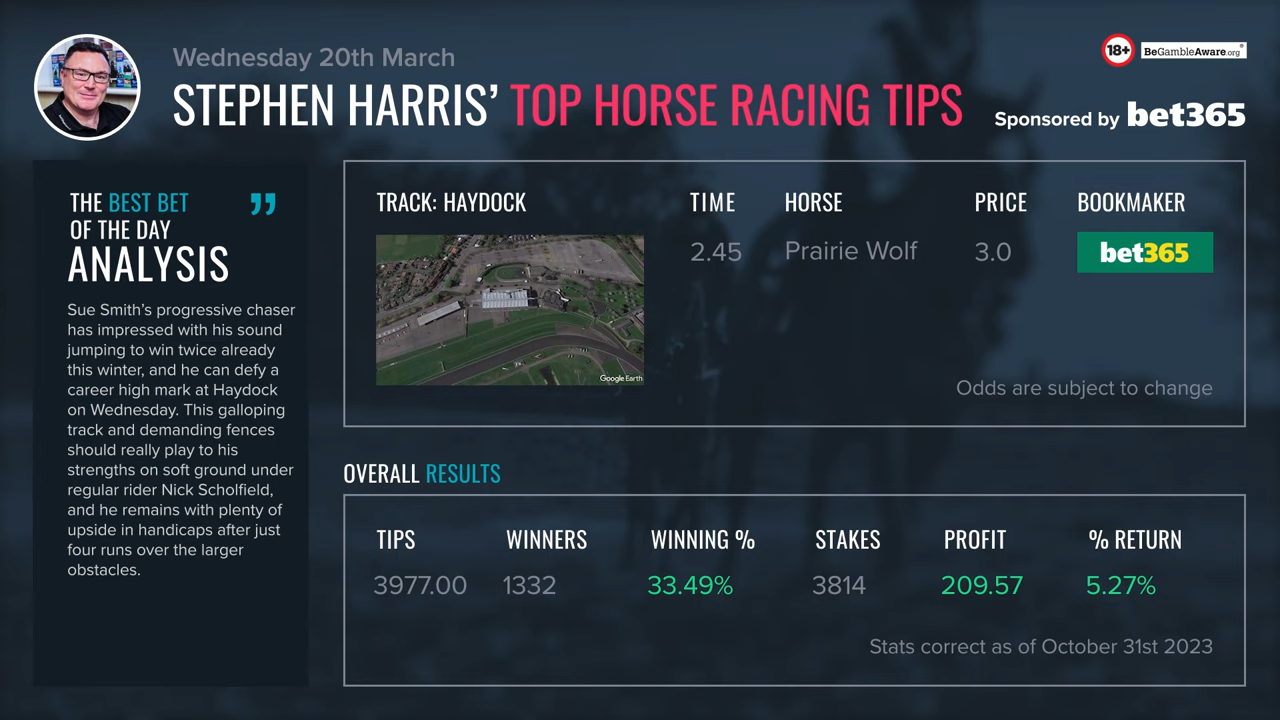 Wednesday 20th March
STEPHEN HARRIS’ TOP HORSE RACING TIPS
18+
BeGambleAware.org®
Sponsored by bet365
THE BEST BET
OF THE DAY
ANALYSIS
”
Sue Smith’s progressive chaser
has impressed with his sound
jumping to win twice already
this winter, and he can defy a
career high mark at Haydock
on Wednesday. This galloping
track and demanding fences
should really play to his
strengths on soft ground under
regular rider Nick Scholfield,
and he remains with plenty of
upside in handicaps after just
four runs over the larger
obstacles.
TRACK: HAYDOCK TIME HORSE PRICE BOOKMAKER
2.45 Prairie Wolf 3.0 bet365
Google Earth
Odds are subject to change
OVERALL RESULTS
TIPS WINNERS WINNING % STAKES PROFIT % RETURN
3977.00 1332 33.49% 3814 209.57 5.27%
Stats correct as of October 31st 2023